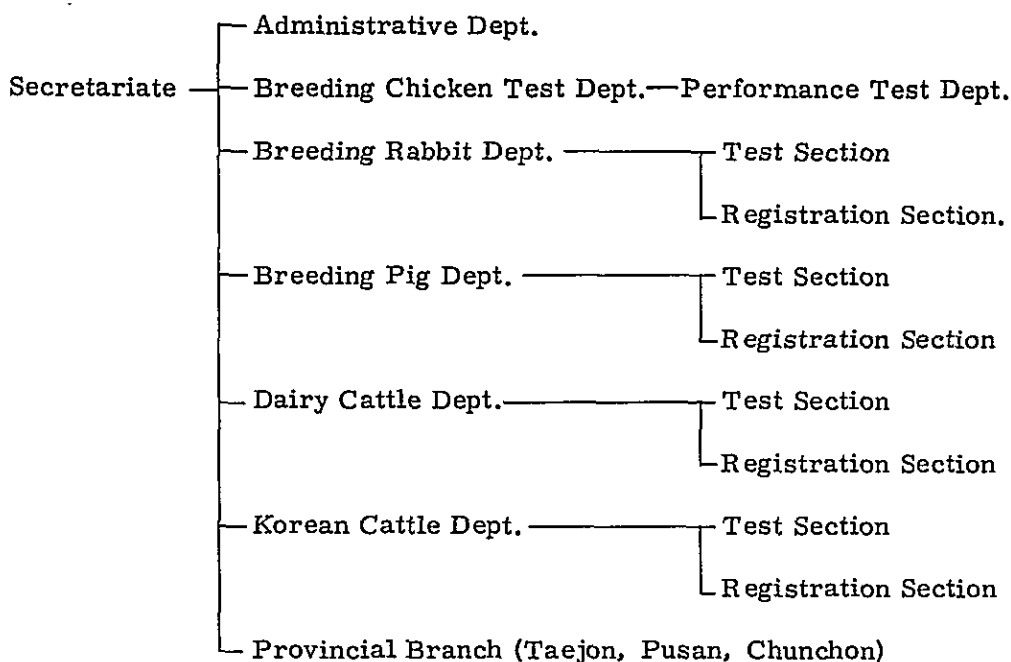 Administrative Dept.
Secretariate Breeding Chicken Test Dept. Performance Test Dept.
Breeding Rabbit Dept. Test Section
Registration Section.
Breeding Pig Dept. Test Section
Registration Section
Dairy Cattle Dept. Test Section
Registration Section
Korean Cattle Dept. Test Section
Registration Section
Provincial Branch (Taejon, Pusan, Chunchon)